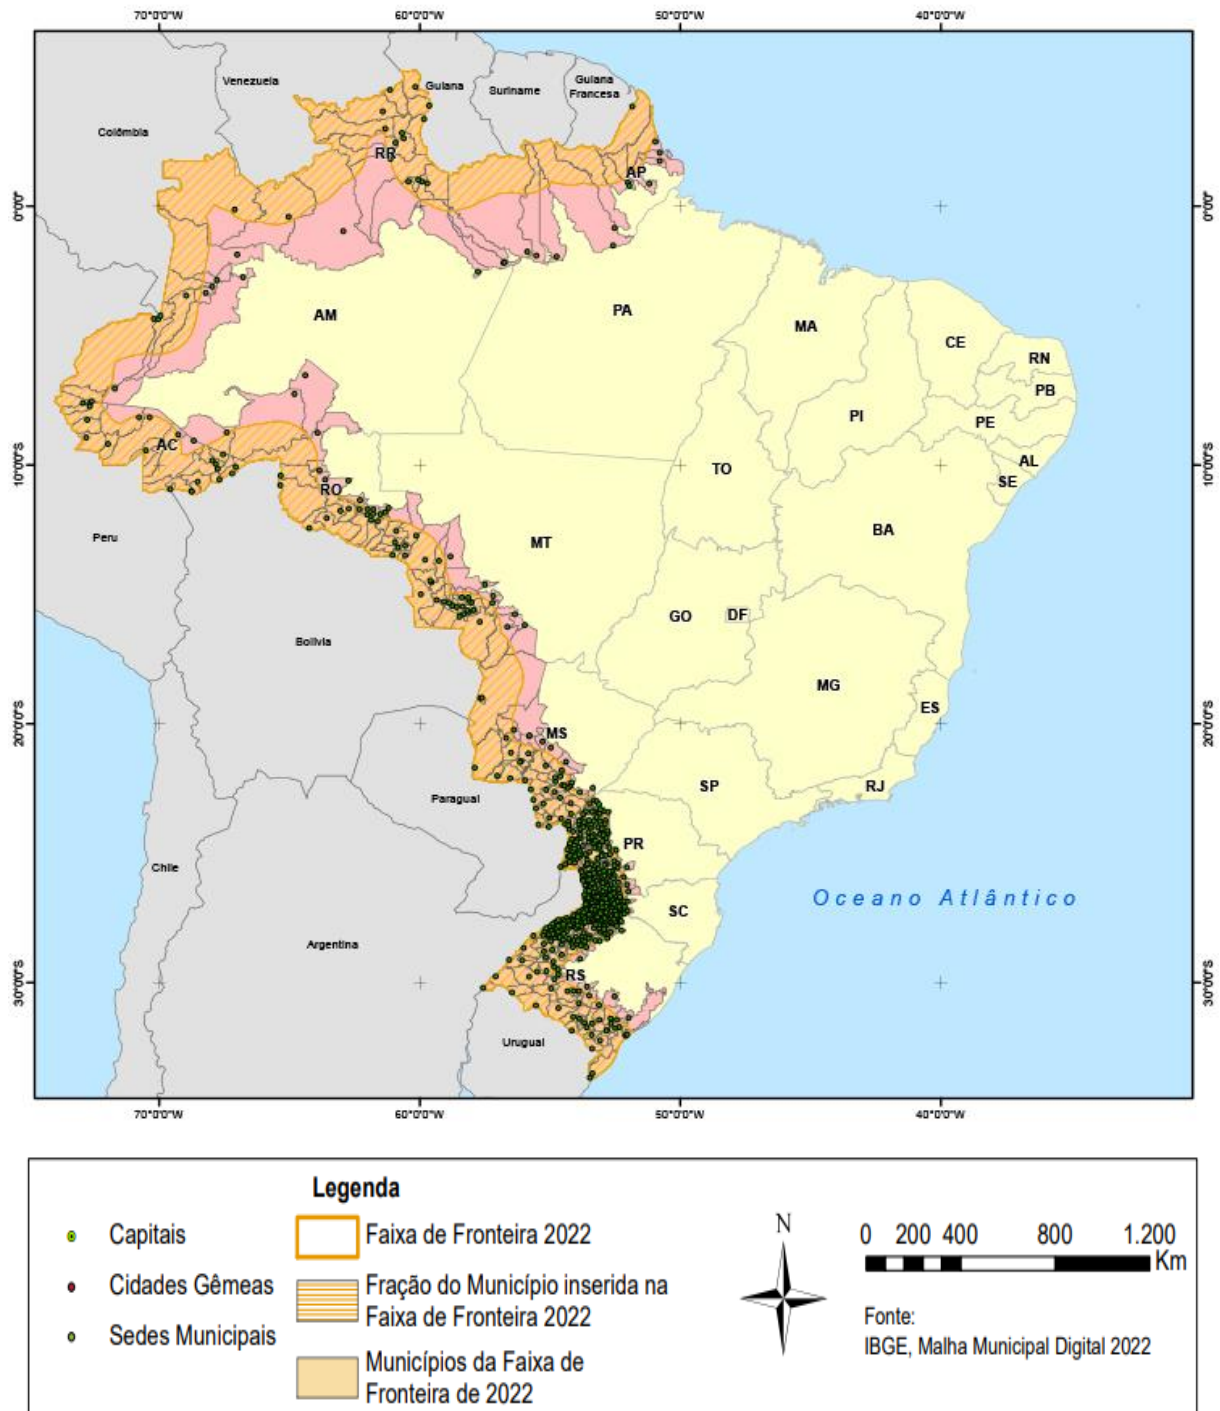 70°0'0"W 60°0'0"W 50°0'0"W 40°0'0"W
Venezuela
Guiana
Suriname
Guiana
Francesa
Colômbia
RR
AP
0°0'0" 0°0'0"
AM
PA
MA
CE
RN
PB
PI
PE
AC
AL
SE
TO
10°0'0"S 10°0'0"S
RO
BA
Peru
MT
GO
DF
Bolívia
MG
ES
20°0'0"S 20°0'0"S
MS
SP
RJ
Paraguai
PR
Chile
Oceano Atlântico
SC
Argentina
RS
30°0'0"S 30°0'0"S
Uruguai
70°0'0"W 60°0'0"W 50°0'0"W 40°0'0"W
Legenda
Capitais
Cidades Gêmeas
Sedes Municipais
Faixa de Fronteira 2022
Fração do Município inserida na
Faixa de Fronteira 2022
Municípios da Faixa de
Fronteira de 2022
N
0 200 400 800 1.200
Km
Fonte:
IBGE, Malha Municipal Digital 2022